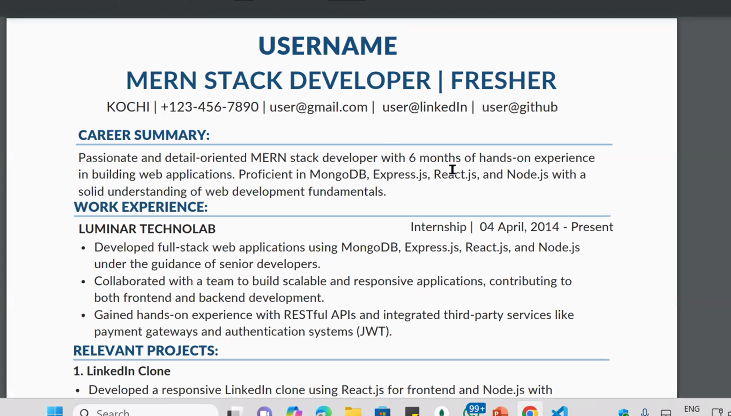 USERNAME
MERN STACK DEVELOPER | FRESHER
KOCHI | +123-456-7890 | user@gmail.com | user@linkedIn | user@github
CAREER SUMMARY:
Passionate and detail-oriented MERN stack developer with 6 months of hands-on experience
in building web applications. Proficient in MongoDB, Express.js, React.js, and Node.js with a
solid understanding of web development fundamentals.
WORK EXPERIENCE:
LUMINAR TECHNOLAB Internship | 04 April, 2014 - Present
• Developed full-stack web applications using MongoDB, Express.js, React.js, and Node.js
under the guidance of senior developers.
• Collaborated with a team to build scalable and responsive applications, contributing to
both frontend and backend development.
• Gained hands-on experience with RESTful APIs and integrated third-party services like
payment gateways and authentication systems (JWT).
RELEVANT PROJECTS:
1. LinkedIn Clone
• Developed a responsive LinkedIn clone using React.js for frontend and Node.js with
Search 99+ ENG